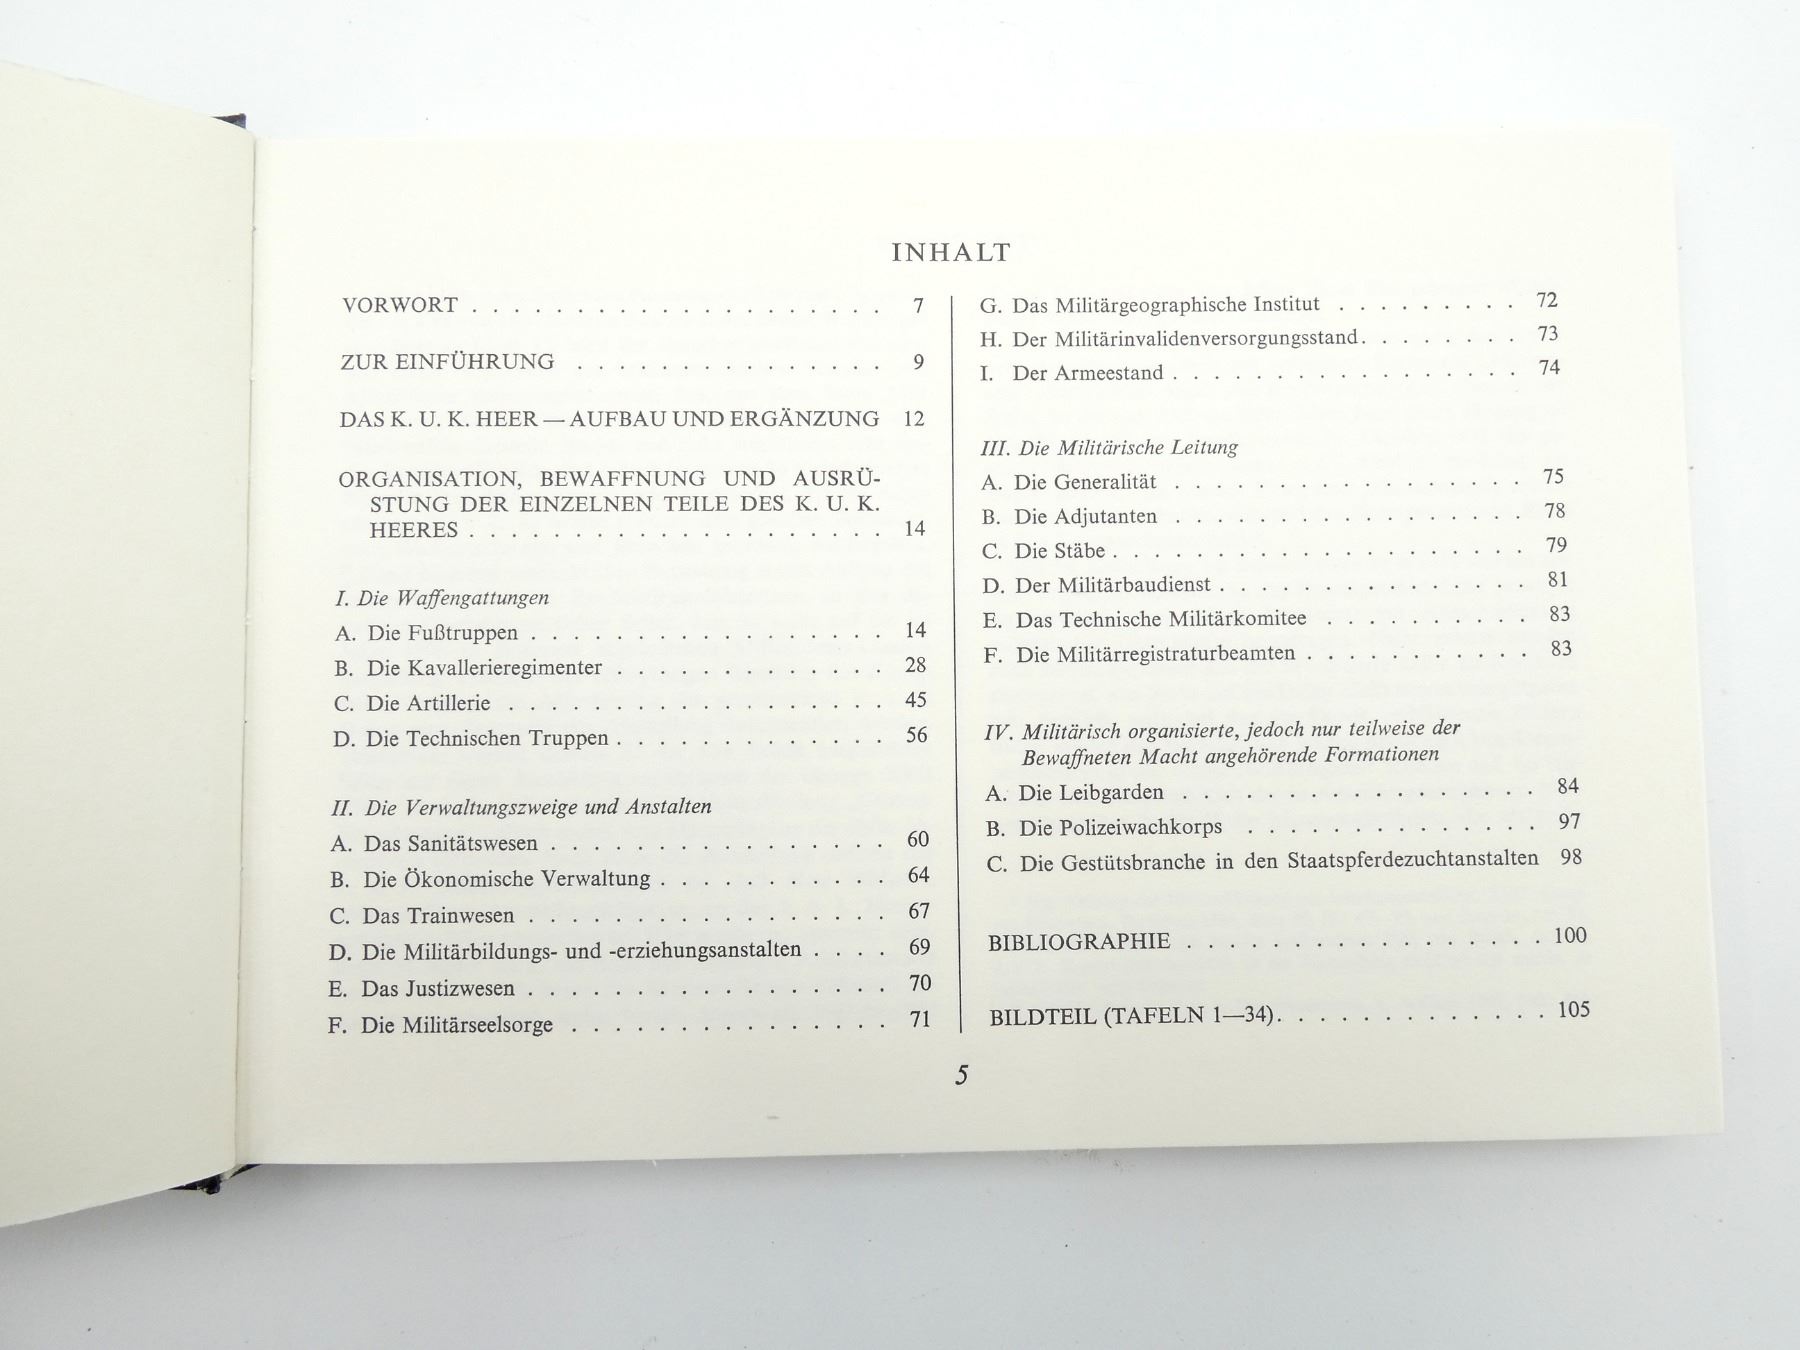 INHALT
VORWORT . . . . . . . . . . . . . . . . . . . . 7
ZUR EINFÜHRUNG . . . . . . . . . . . . . . . 9
DAS K. U. K. HEER — AUFBAU UND ERGÄNZUNG 12
ORGANISATION, BEWAFFNUNG UND AUSRÜ-
STUNG DER EINZELNEN TEILE DES K. U. K.
HEERES . . . . . . . . . . . . . . . . . . . . 14
I. Die Waffengattungen
A. Die Fußtruppen . . . . . . . . . . . . . . . . . 14
B. Die Kavallerieregimenter . . . . . . . . . . . . . 28
C. Die Artillerie . . . . . . . . . . . . . . . . . . 45
D. Die Technischen Truppen . . . . . . . . . . . . . 56
II. Die Verwaltungszweige und Anstalten
A. Das Sanitätswesen . . . . . . . . . . . . . . . . 60
B. Die Ökonomische Verwaltung . . . . . . . . . . . 64
C. Das Trainwesen . . . . . . . . . . . . . . . . . 67
D. Die Militärbildungs- und -erziehungsanstalten . . . . 69
E. Das Justizwesen . . . . . . . . . . . . . . . . . 70
F. Die Militärseelsorge . . . . . . . . . . . . . . . 71
G. Das Militärgeographische Institut . . . . . . . . . 72
H. Der Militärinvalidenversorgungsstand . . . . . . . . 73
I. Der Armeestand . . . . . . . . . . . . . . . . . 74
III. Die Militärische Leitung
A. Die Generalität . . . . . . . . . . . . . . . . . 75
B. Die Adjutanten . . . . . . . . . . . . . . . . . 78
C. Die Stäbe . . . . . . . . . . . . . . . . . . . . 79
D. Der Militärbaudienst . . . . . . . . . . . . . . . 81
E. Das Technische Militärkomitee . . . . . . . . . . 83
F. Die Militärregistraturbeamten . . . . . . . . . . . 83
IV. Militärisch organisierte, jedoch nur teilweise der
Bewaffneten Macht angehörende Formationen
A. Die Leibgarden . . . . . . . . . . . . . . . . . 84
B. Die Polizeiwachkorps . . . . . . . . . . . . . . 97
C. Die Gestütsbranche in den Staatspferdezuchtanstalten 98
BIBLIOGRAPHIE . . . . . . . . . . . . . . . . . 100
BILDTEIL (TAFELN 1—34) . . . . . . . . . . . . . 105
5